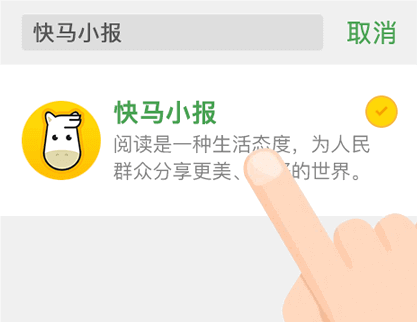 快马小报
取消
快马小报
阅读是一种生活态度，为人民
群众分享更美、的世界。